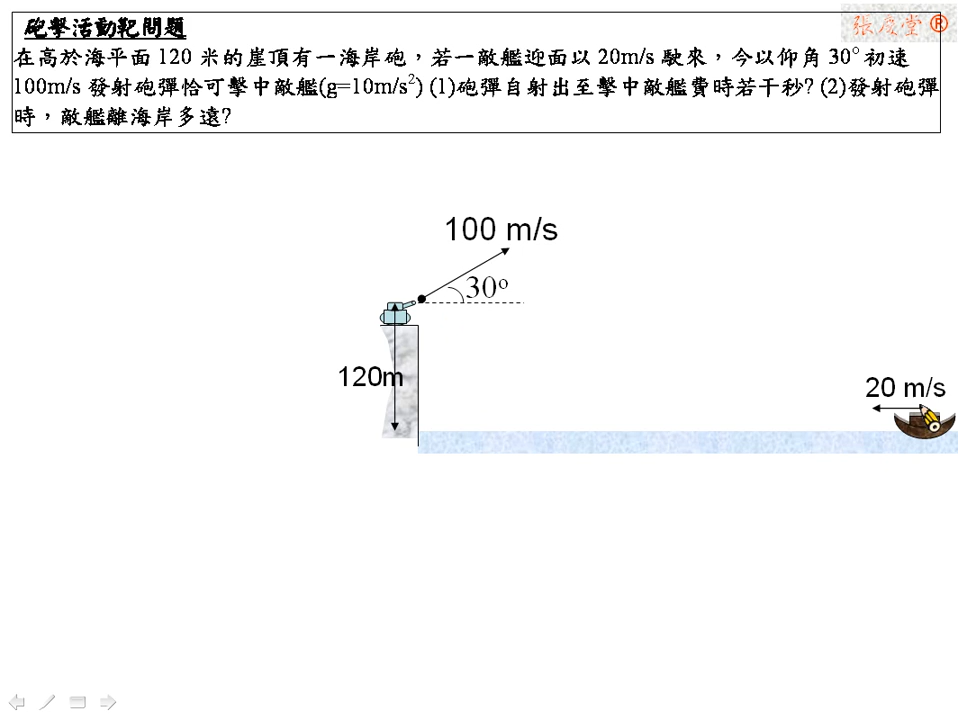 砲擊活動靶問題
張慶堂®
在高於海平面 120 米的崖頂有一海岸砲，若一敵艦迎面以 20m/s 駛來，今以仰角 30° 初速
100m/s 發射砲彈恰可擊中敵艦(g=10m/s²) (1)砲彈自射出至擊中敵艦費時若干秒? (2)發射砲彈
時，敵艦離海岸多遠?
100 m/s
30°
120m
20 m/s